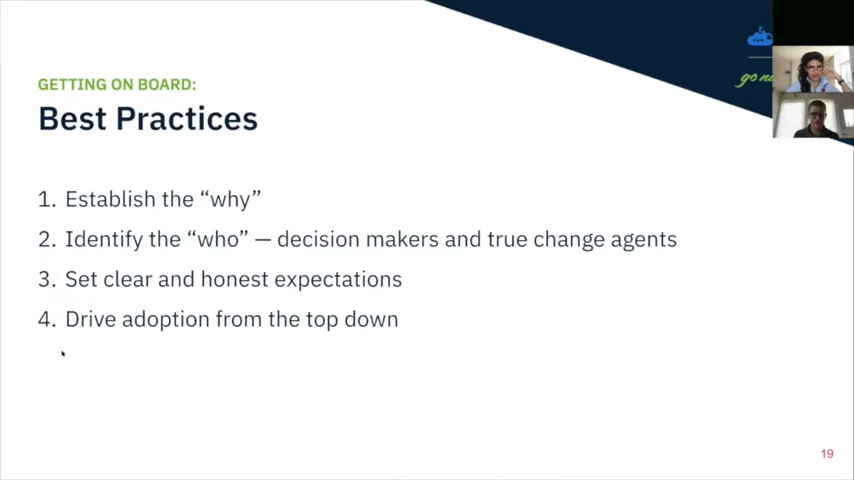 GETTING ON BOARD:
Best Practices
1. Establish the “why”
2. Identify the “who” — decision makers and true change agents
3. Set clear and honest expectations
4. Drive adoption from the top down
19